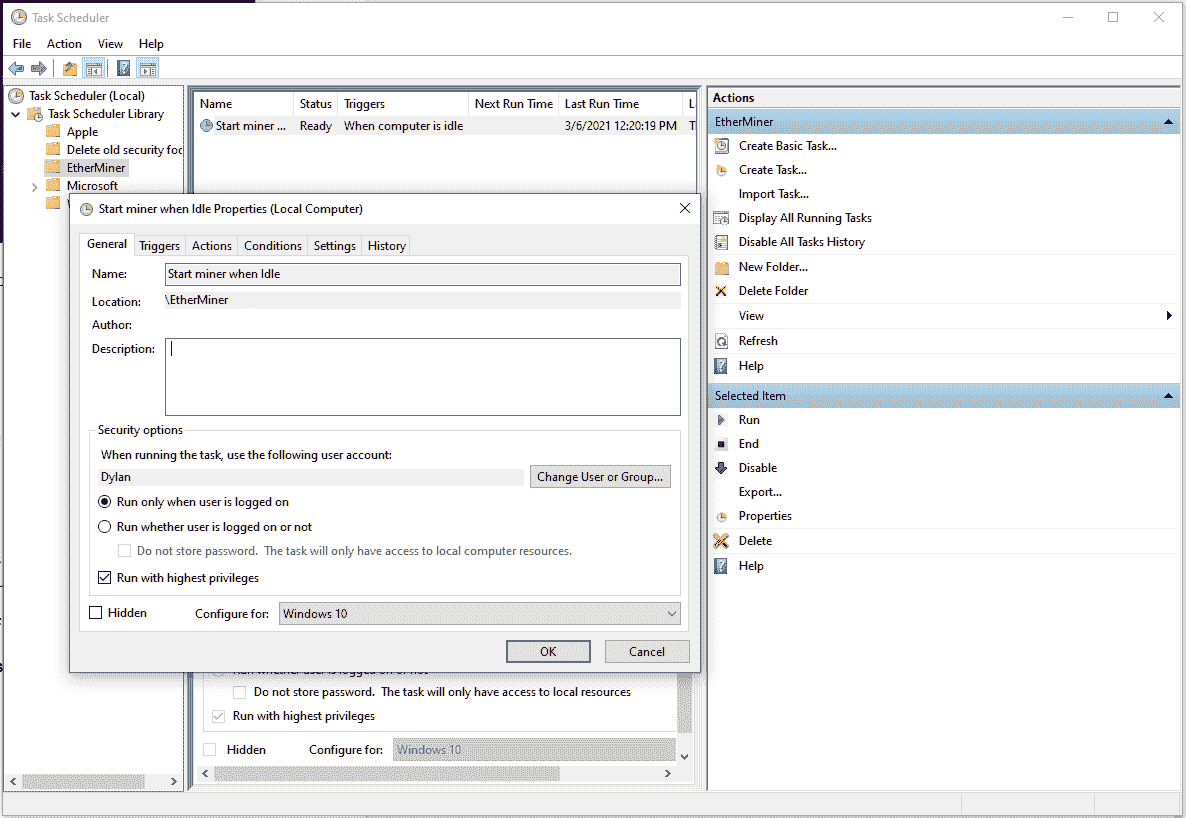 Task Scheduler
File Action View Help
Task Scheduler (Local)
Task Scheduler Library
Apple
Delete old security foc
EtherMiner
Microsoft
Name Status Triggers Next Run Time Last Run Time
Start miner ... Ready When computer is idle 3/6/2021 12:20:19 PM
Start miner when Idle Properties (Local Computer)
General Triggers Actions Conditions Settings History
Name: Start miner when Idle
Location: \EtherMiner
Author:
Description:
Security options
When running the task, use the following user account:
Dylan Change User or Group...
Run only when user is logged on
Run whether user is logged on or not
Do not store password. The task will only have access to local computer resources.
Run with highest privileges
Hidden Configure for: Windows 10
OK Cancel
Do not store password. The task will only have access to local resources
Run with highest privileges
Hidden Configure for: Windows 10
Actions
EtherMiner
Create Basic Task...
Create Task...
Import Task...
Display All Running Tasks
Disable All Tasks History
New Folder...
Delete Folder
View
Refresh
Help
Selected Item
Run
End
Disable
Export...
Properties
Delete
Help